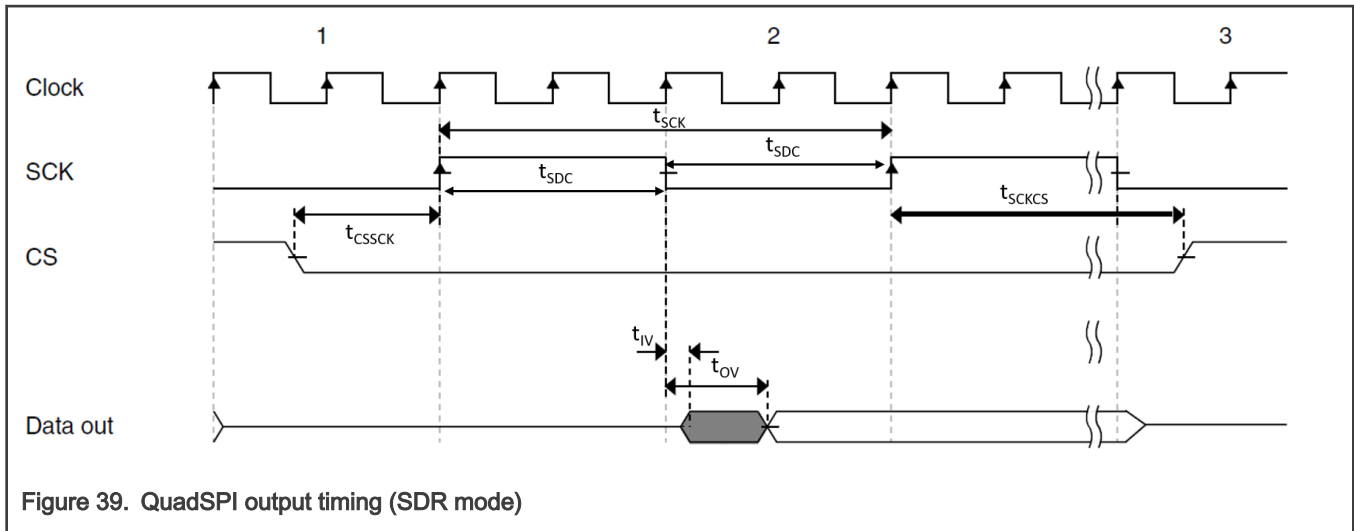 1 2 3
Clock
tSCK
SCK
tSDC
tSDC
tSCKCS
tCSSCK
CS
tIV
tOV
Data out
Figure 39. QuadSPI output timing (SDR mode)